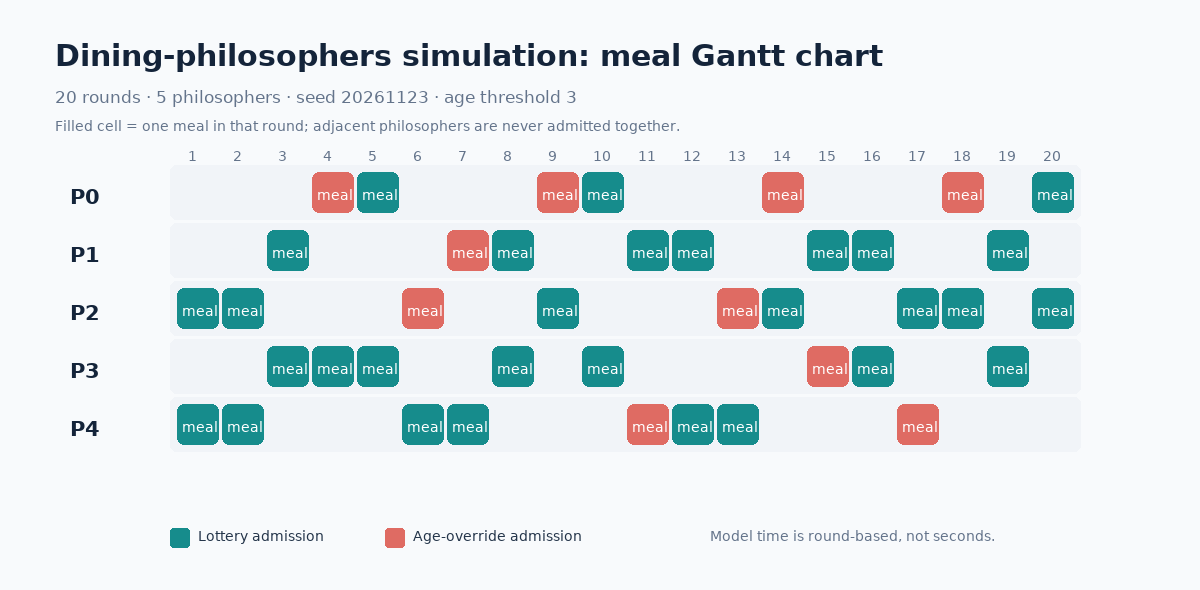 Dining-philosophers simulation: meal Gantt chart
20 rounds · 5 philosophers · seed 20261123 · age threshold 3
Filled cell = one meal in that round; adjacent philosophers are never admitted together.
1 2 3 4 5 6 7 8 9 10 11 12 13 14 15 16 17 18 19 20
P0 meal meal meal meal meal meal meal
P1 meal meal meal meal meal meal meal meal
P2 meal meal meal meal meal meal meal meal meal
P3 meal meal meal meal meal meal meal meal
P4 meal meal meal meal meal meal meal meal
Lottery admission Age-override admission Model time is round-based, not seconds.